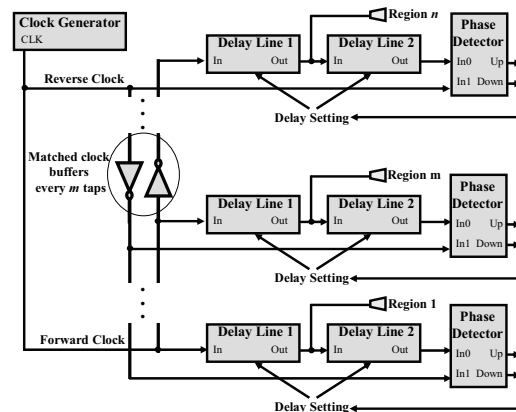 Clock Generator
CLK
Delay Line 1
In Out
Delay Line 2
In Out
Region n
Phase Detector
In0 Up
In1 Down
Reverse Clock
Delay Setting
Matched clock
buffers
every m taps
Delay Line 1
In Out
Delay Line 2
In Out
Region m
Phase Detector
In0 Up
In1 Down
Delay Setting
Forward Clock
Delay Line 1
In Out
Delay Line 2
In Out
Region 1
Phase Detector
In0 Up
In1 Down
Delay Setting